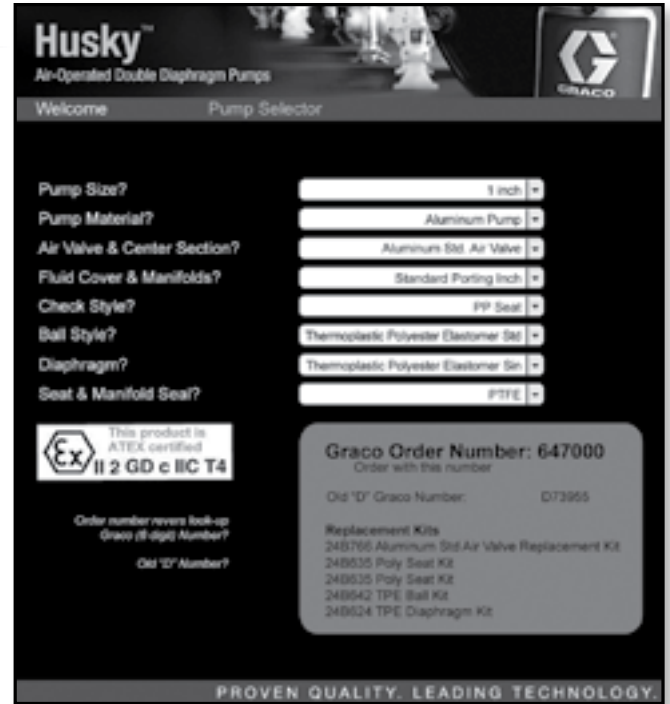 Husky™
Air-Operated Double Diaphragm Pumps
GRACO
Welcome Pump Selector
Pump Size? 1 inch
Pump Material? Aluminum Pump
Air Valve & Center Section? Aluminum Std. Air Valve
Fluid Cover & Manifolds? Standard Porting Inch
Check Style? PP Seat
Ball Style? Thermoplastic Polyester Elastomer Std
Diaphragm? Thermoplastic Polyester Elastomer Sin
Seat & Manifold Seal? PTFE
This product is
ATEX certified
Ex II 2 GD c IIC T4
Order number revers look-up
Graco (6 digit) Number?
Old "D" Number?
Graco Order Number: 647000
Order with this number
Old "D" Graco Number: D73955
Replacement Kits
24B766 Aluminum Std Air Valve Replacement Kit
24B635 Poly Seat Kit
24B635 Poly Seat Kit
24B642 TPE Ball Kit
24B624 TPE Diaphragm Kit
PROVEN QUALITY. LEADING TECHNOLOGY.